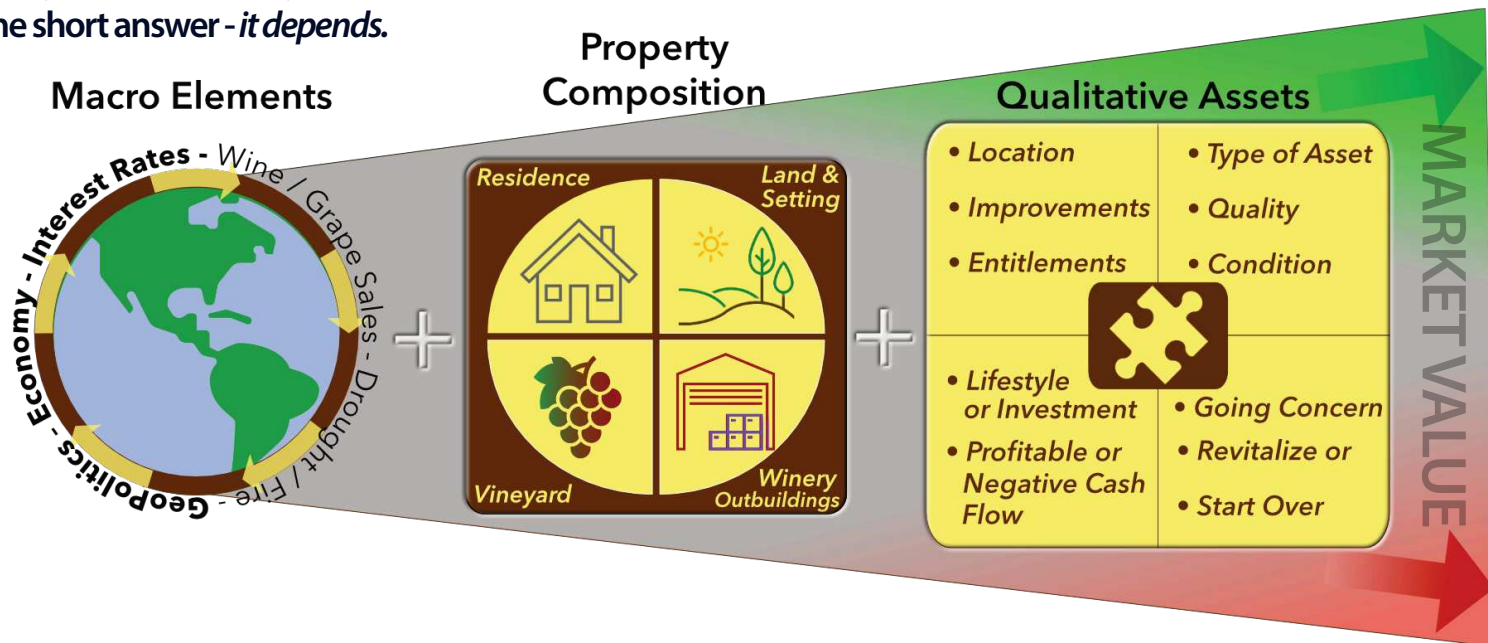 he short answer - it depends.
Macro Elements
Interest Rates - Wine / Grape Sales - Drought / Fire - GeoPolitics - Economy -
Property
Composition
Residence
Land &
Setting
Vineyard
Winery
Outbuildings
Qualitative Assets
• Location
• Improvements
• Entitlements
• Type of Asset
• Quality
• Condition
• Lifestyle
or Investment
• Profitable or
Negative Cash
Flow
• Going Concern
• Revitalize or
• Start Over
MARKET VALUE